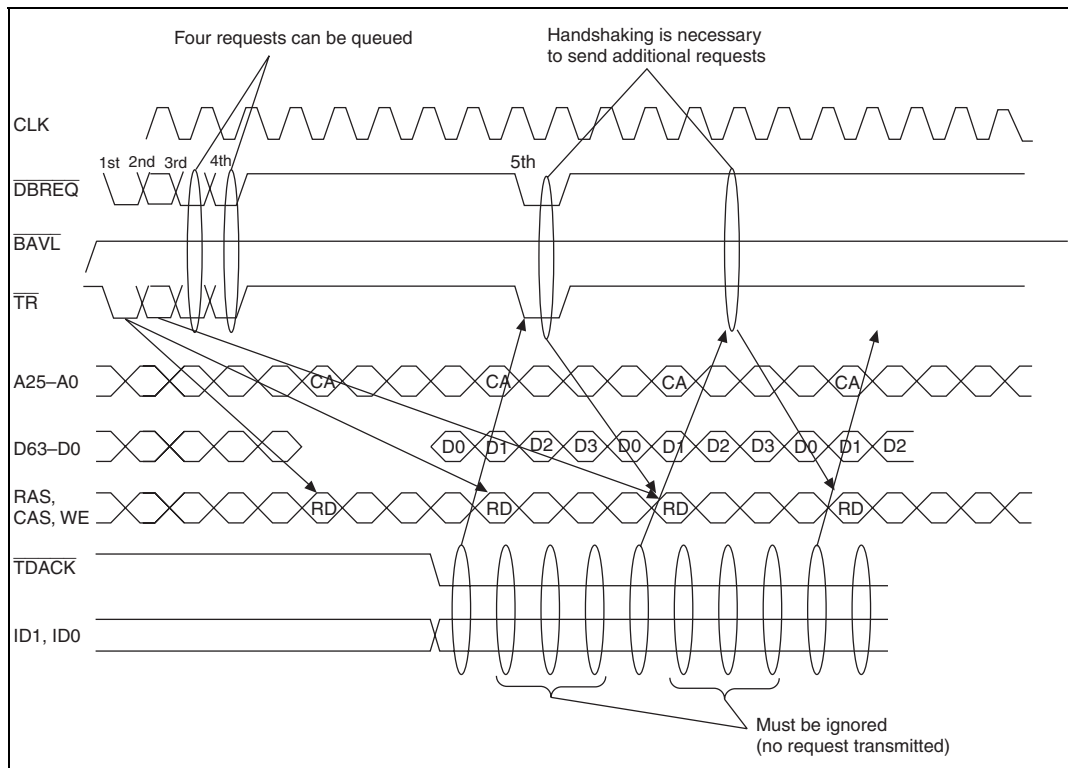 Four requests can be queued
Handshaking is necessary
to send additional requests
CLK
1st 2nd 3rd 4th 5th
DBREQ
BAVL
TR
A25–A0 CA CA CA CA
D63–D0 D0 D1 D2 D3 D0 D1 D2 D3 D0 D1 D2
RAS,
CAS, WE RD RD RD RD
TDACK
ID1, ID0
Must be ignored
(no request transmitted)